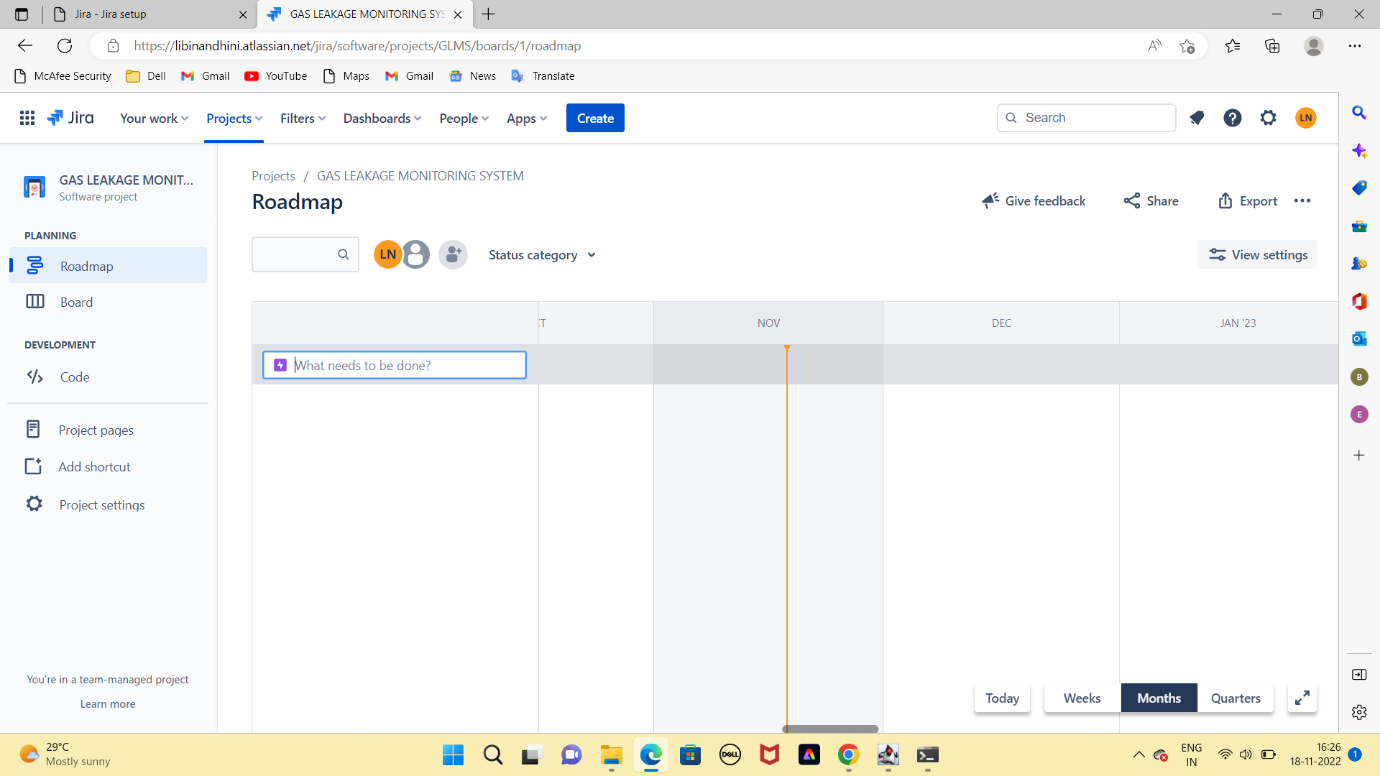 Jira - Jira setup
GAS LEAKAGE MONITORING SYS
https://libinandhini.atlassian.net/jira/software/projects/GLMS/boards/1/roadmap
McAfee Security Dell Gmail YouTube Maps Gmail News Translate
Jira Your work Projects Filters Dashboards People Apps Create Search LN
GAS LEAKAGE MONIT...
Software project
PLANNING
Roadmap
Board
DEVELOPMENT
Code
Project pages
Add shortcut
Project settings
You're in a team-managed project
Learn more
Projects / GAS LEAKAGE MONITORING SYSTEM
Roadmap
Give feedback Share Export
LN Status category View settings
CT NOV DEC JAN '23
What needs to be done?
Today Weeks Months Quarters
B
E
29°C
Mostly sunny
DELL
ENG
IN
16:26
18-11-2022
1